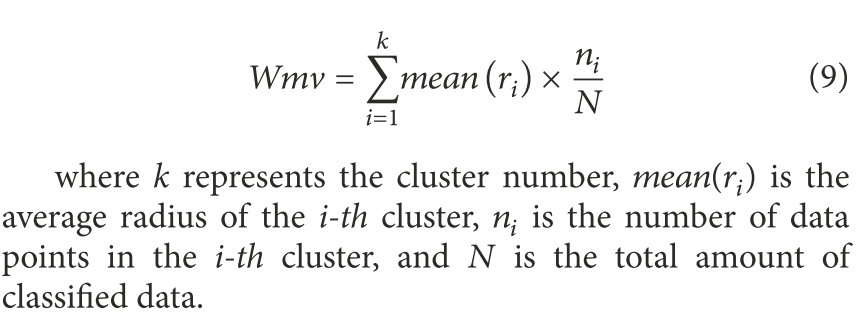 Wmv = \sum_{i=1}^{k} mean (r_i) × \frac{n_i}{N} (9)
where k represents the cluster number, mean(r_i) is the
average radius of the i-th cluster, n_i is the number of data
points in the i-th cluster, and N is the total amount of
classified data.